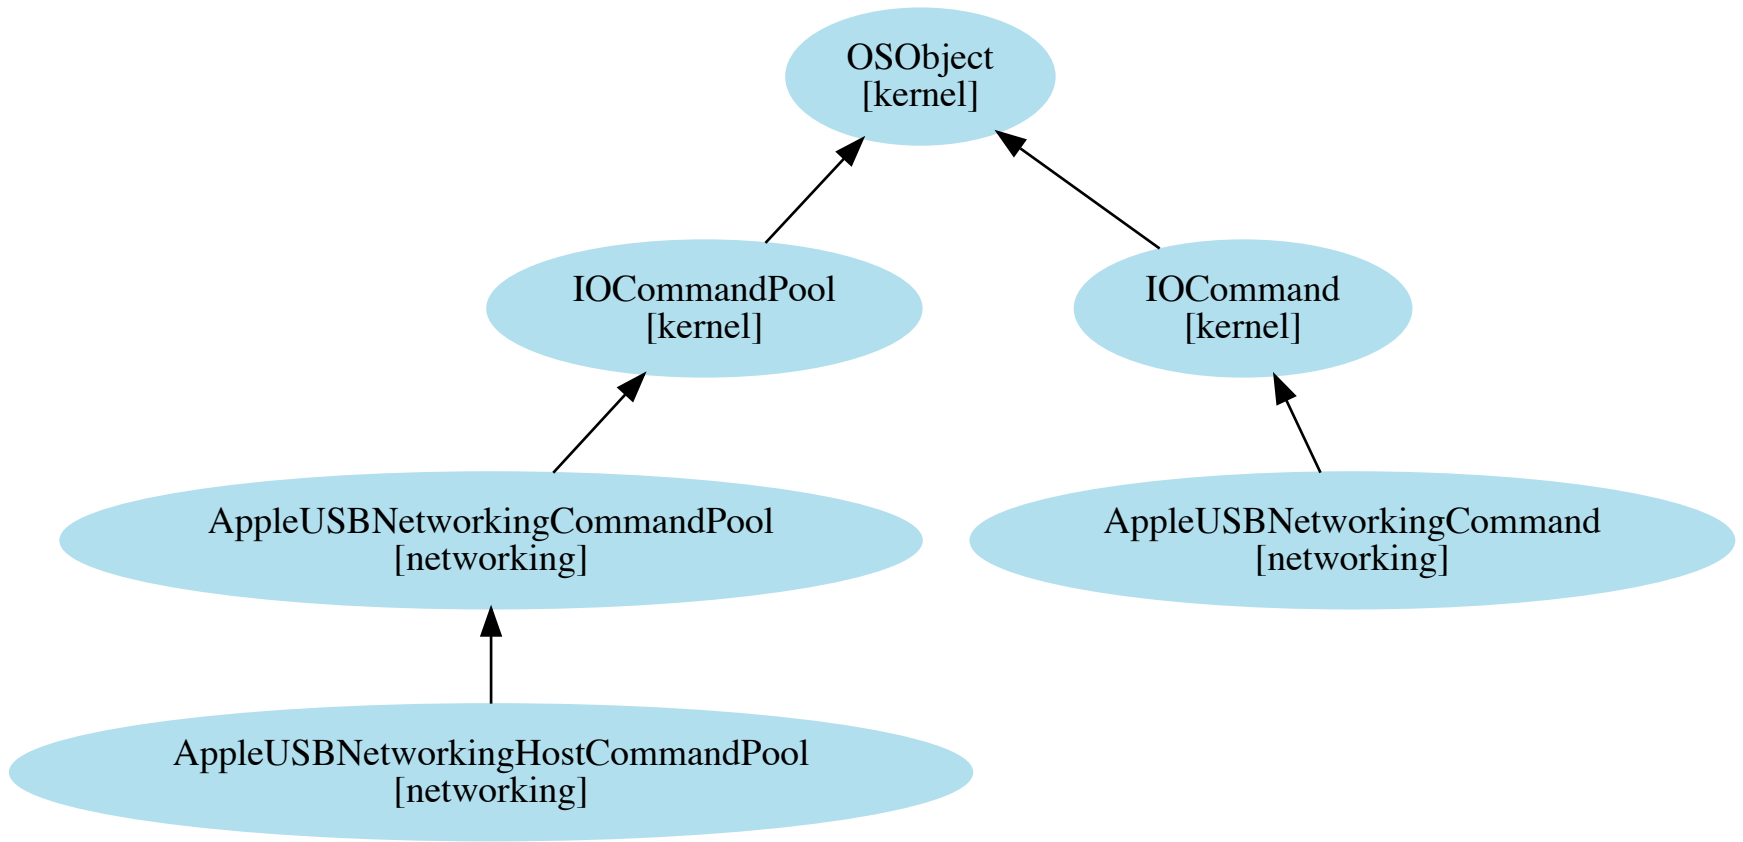 OSObject
[kernel]
IOCommandPool
[kernel]
IOCommand
[kernel]
AppleUSBNetworkingCommandPool
[networking]
AppleUSBNetworkingCommand
[networking]
AppleUSBNetworkingHostCommandPool
[networking]